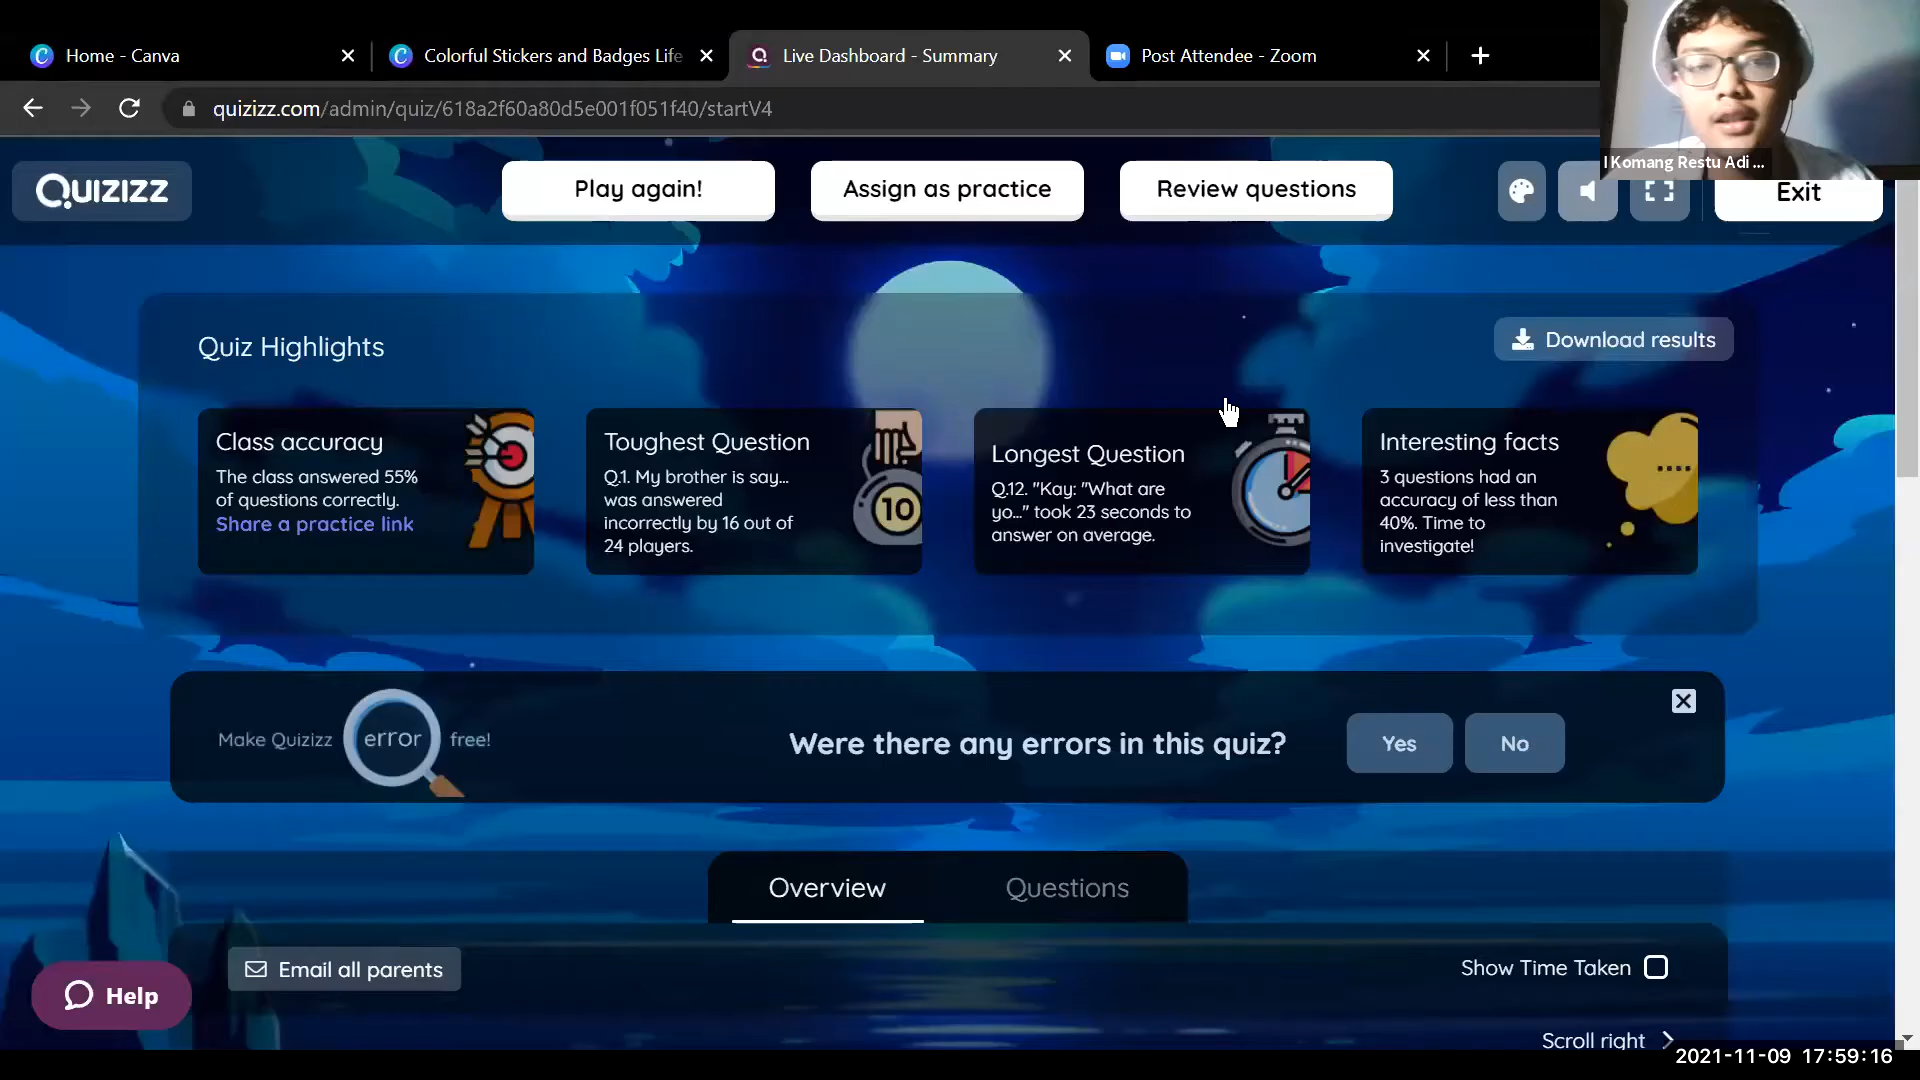 Home - Canva
Colorful Stickers and Badges Life
Live Dashboard - Summary
Post Attendee - Zoom
quizizz.com/admin/quiz/618a2f60a80d5e001f051f40/startV4
I Komang Restu Adi ...
Quizizz
Play again!
Assign as practice
Review questions
Exit
Quiz Highlights
Download results
Class accuracy
The class answered 55%
of questions correctly.
Share a practice link
Toughest Question
Q.1. My brother is say...
was answered
incorrectly by 16 out of
24 players.
10
Longest Question
Q.12. "Kay: "What are
yo..." took 23 seconds to
answer on average.
Interesting facts
3 questions had an
accuracy of less than
40%. Time to
investigate!
Make Quizizz error free!
Were there any errors in this quiz?
Yes
No
Overview
Questions
Email all parents
Show Time Taken
Help
Scroll right
2021-11-09 17:59:16